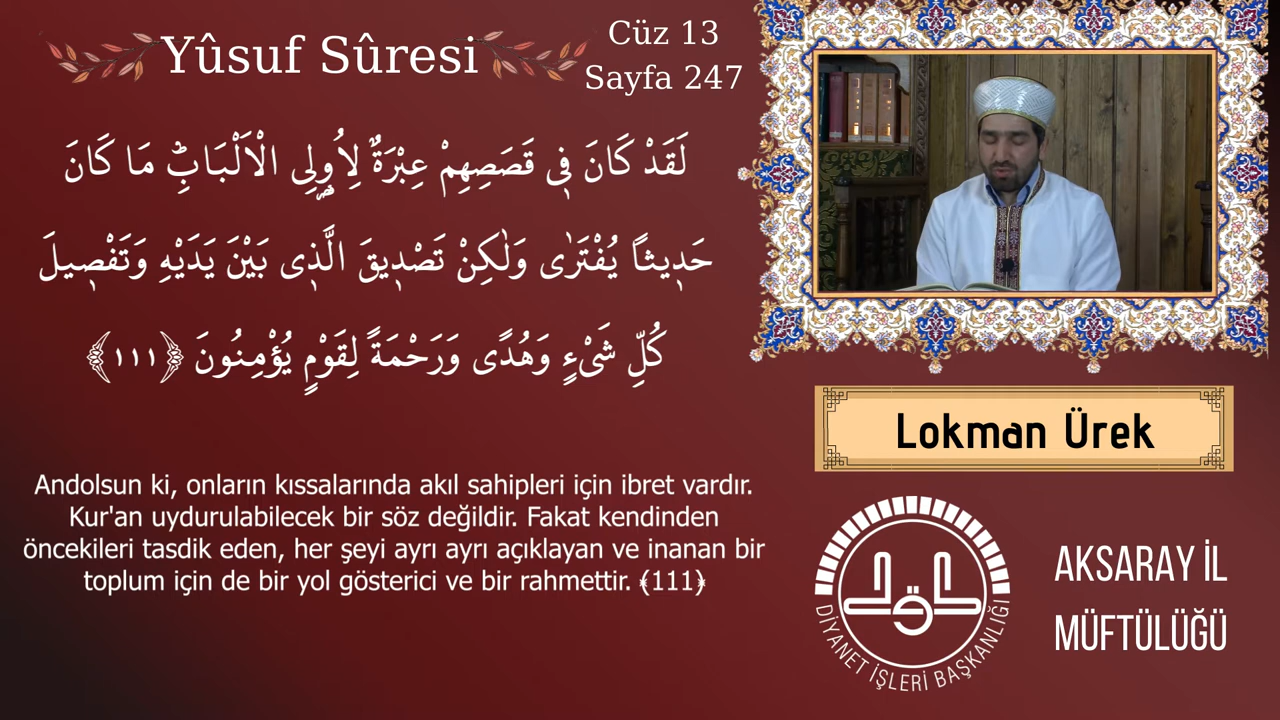 Yûsuf Sûresi
Cüz 13
Sayfa 247
لَقَدْ كَانَ ف۪ي قَصَصِهِمْ عِبْرَةٌ لِاُو۬لِي الْاَلْبَابِۜ مَا كَانَ
حَد۪يثاً يُفْتَرٰى وَلٰكِنْ تَصْد۪يقَ الَّذ۪ي بَيْنَ يَدَيْهِ وَتَفْص۪يلَ
كُلِّ شَيْءٍ وَهُدًى وَرَحْمَةً لِقَوْمٍ يُؤْمِنُونَ ﴿١١١﴾
Andolsun ki, onların kıssalarında akıl sahipleri için ibret vardır.
Kur'an uydurulabilecek bir söz değildir. Fakat kendinden
öncekileri tasdik eden, her şeyi ayrı ayrı açıklayan ve inanan bir
toplum için de bir yol gösterici ve bir rahmettir. ﴾111﴿
Lokman Ürek
DİYANET İŞLERİ BAŞKANLIĞI
AKSARAY İL
MÜFTÜLÜĞÜ